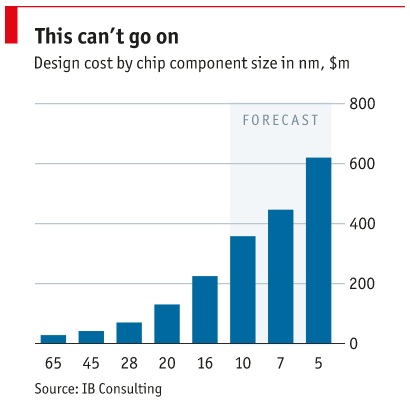 This can't go on
Design cost by chip component size in nm, $m
800
FORECAST
600
400
200
0
65 45 28 20 16 10 7 5
Source: IB Consulting